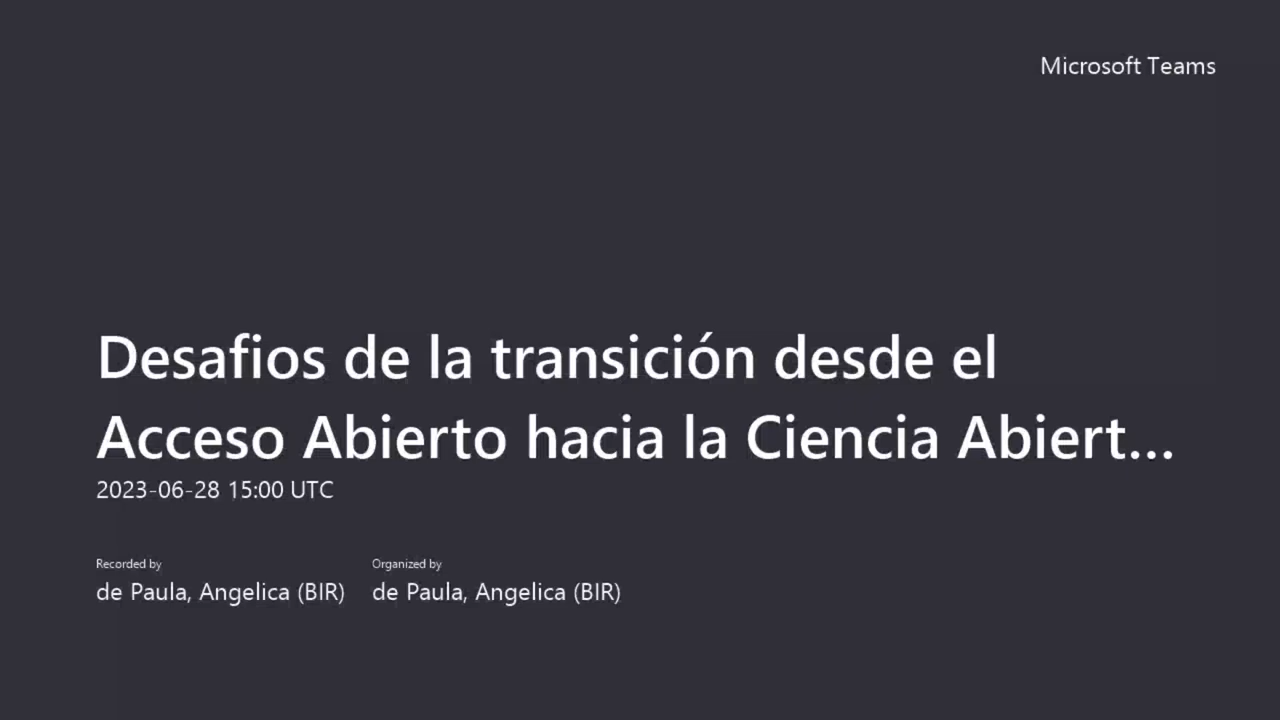 Microsoft Teams
Desafios de la transición desde el
Acceso Abierto hacia la Ciencia Abiert...
2023-06-28 15:00 UTC
Recorded by
Organized by
de Paula, Angelica (BIR)
de Paula, Angelica (BIR)